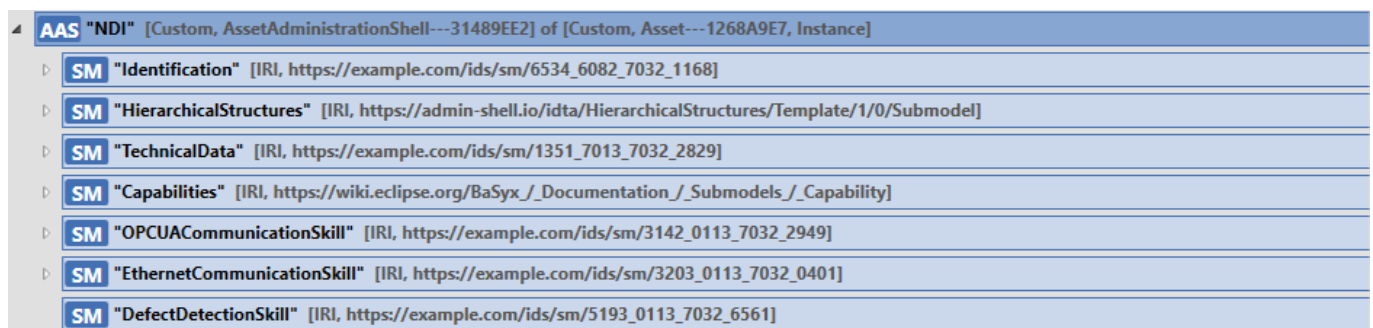 AAS "NDI" [Custom, AssetAdministrationShell---31489EE2] of [Custom, Asset---1268A9E7, Instance]
SM "Identification" [IRI, https://example.com/ids/sm/6534_6082_7032_1168]
SM "HierarchicalStructures" [IRI, https://admin-shell.io/idta/HierarchicalStructures/Template/1/0/Submodel]
SM "TechnicalData" [IRI, https://example.com/ids/sm/1351_7013_7032_2829]
SM "Capabilities" [IRI, https://wiki.eclipse.org/BaSyx_/_Documentation_/_Submodels_/_Capability]
SM "OPCUACommunicationSkill" [IRI, https://example.com/ids/sm/3142_0113_7032_2949]
SM "EthernetCommunicationSkill" [IRI, https://example.com/ids/sm/3203_0113_7032_0401]
SM "DefectDetectionSkill" [IRI, https://example.com/ids/sm/5193_0113_7032_6561]